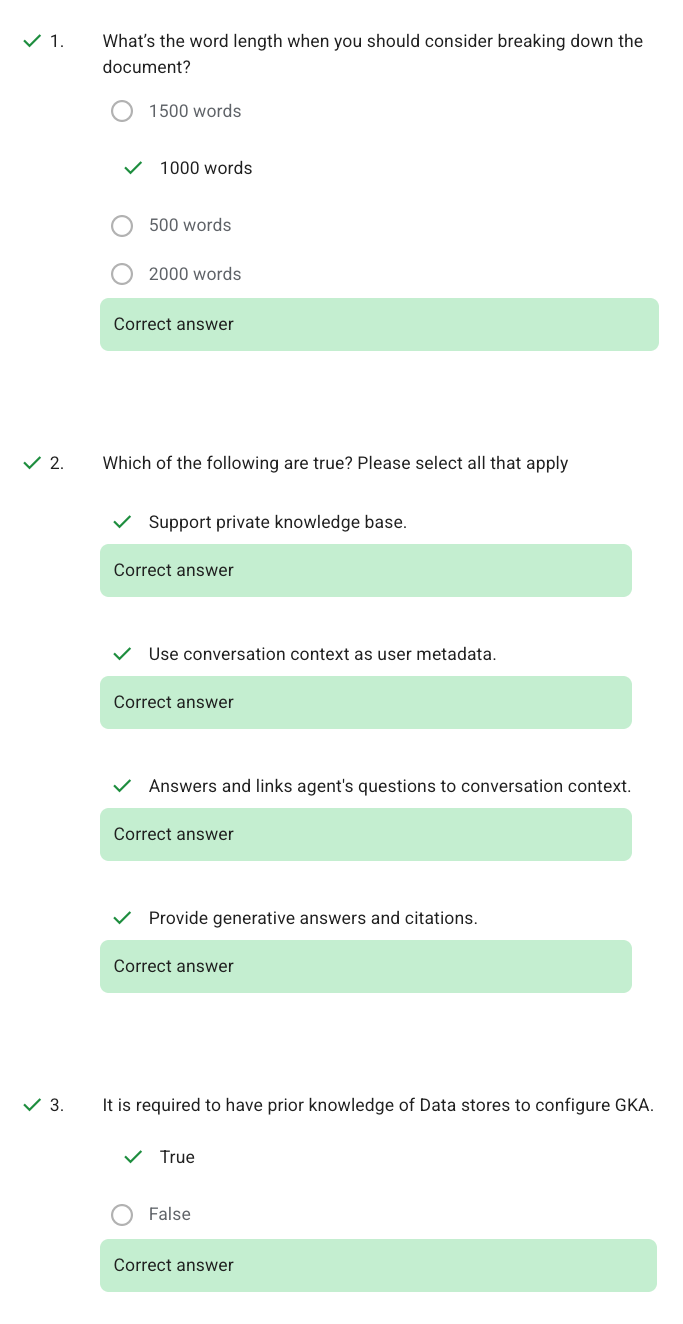 1. What's the word length when you should consider breaking down the
document?
1500 words
1000 words
500 words
2000 words
Correct answer
2. Which of the following are true? Please select all that apply
Support private knowledge base.
Correct answer
Use conversation context as user metadata.
Correct answer
Answers and links agent's questions to conversation context.
Correct answer
Provide generative answers and citations.
Correct answer
3. It is required to have prior knowledge of Data stores to configure GKA.
True
False
Correct answer